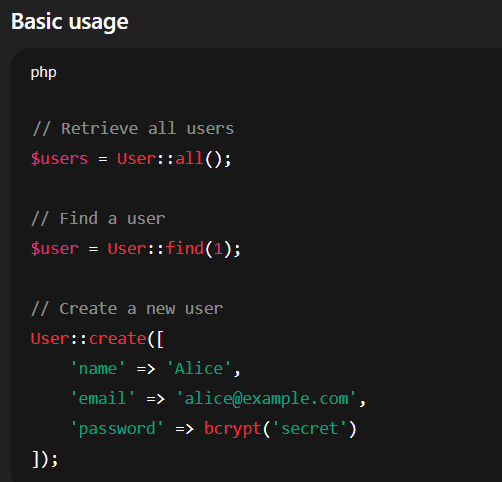 Basic usage
php
// Retrieve all users
$users = User::all();
// Find a user
$user = User::find(1);
// Create a new user
User::create([
    'name' => 'Alice',
    'email' => 'alice@example.com',
    'password' => bcrypt('secret')
]);